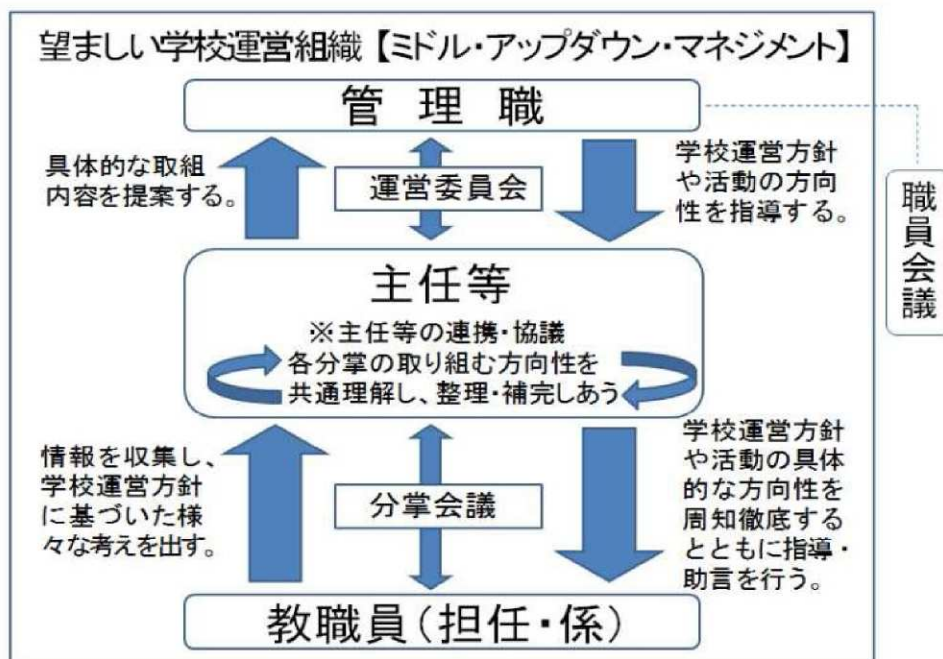 望ましい学校運営組織【ミドル・アップダウン・マネジメント】
管 理 職
具体的な取組
内容を提案する。
運営委員会
学校運営方針
や活動の方向
性を指導する。
職員会議
主任等
※主任等の連携・協議
各分掌の取り組む方向性を
共通理解し、整理・補完しあう
情報を収集し、
学校運営方針
に基づいた様
々な考えを出す。
分掌会議
学校運営方針
や活動の具体
的な方向性を
周知徹底する
とともに指導・
助言を行う。
教職員(担任・係)